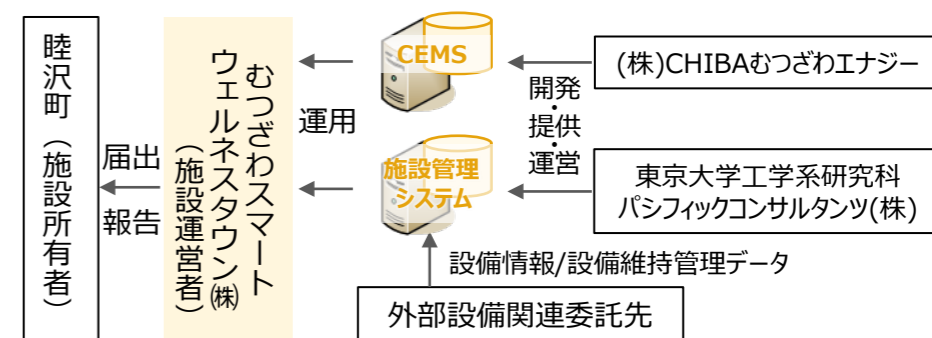 睦沢町（施設所有者）
届出
報告
むつざわスマート
ウェルネスタウン㈱
（施設運営者）
運用
CEMS
施設管理
システム
開発・
提供・
運営
(株)CHIBAむつざわエナジー
東京大学工学系研究科
パシフィックコンサルタンツ(株)
設備情報/設備維持管理データ
外部設備関連委託先